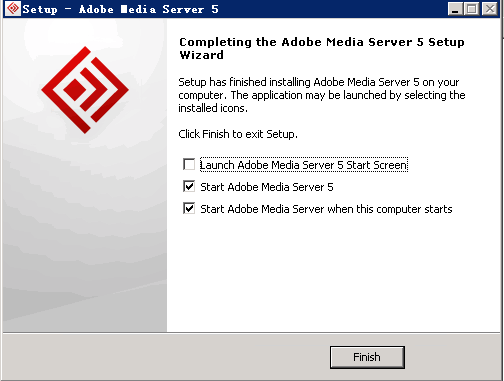 Setup - Adobe Media Server 5
Completing the Adobe Media Server 5 Setup
Wizard
Setup has finished installing Adobe Media Server 5 on your
computer. The application may be launched by selecting the
installed icons.
Click Finish to exit Setup.
Launch Adobe Media Server 5 Start Screen
Start Adobe Media Server 5
Start Adobe Media Server when this computer starts
Finish